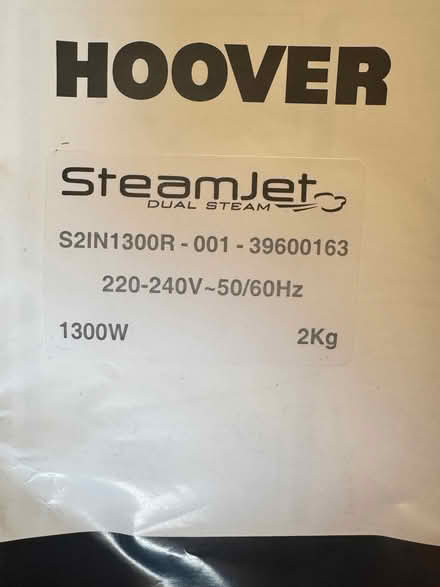 HOOVER
SteamJet
DUAL STEAM
S2IN1300R - 001 - 39600163
220-240V~50/60Hz
1300W 2Kg